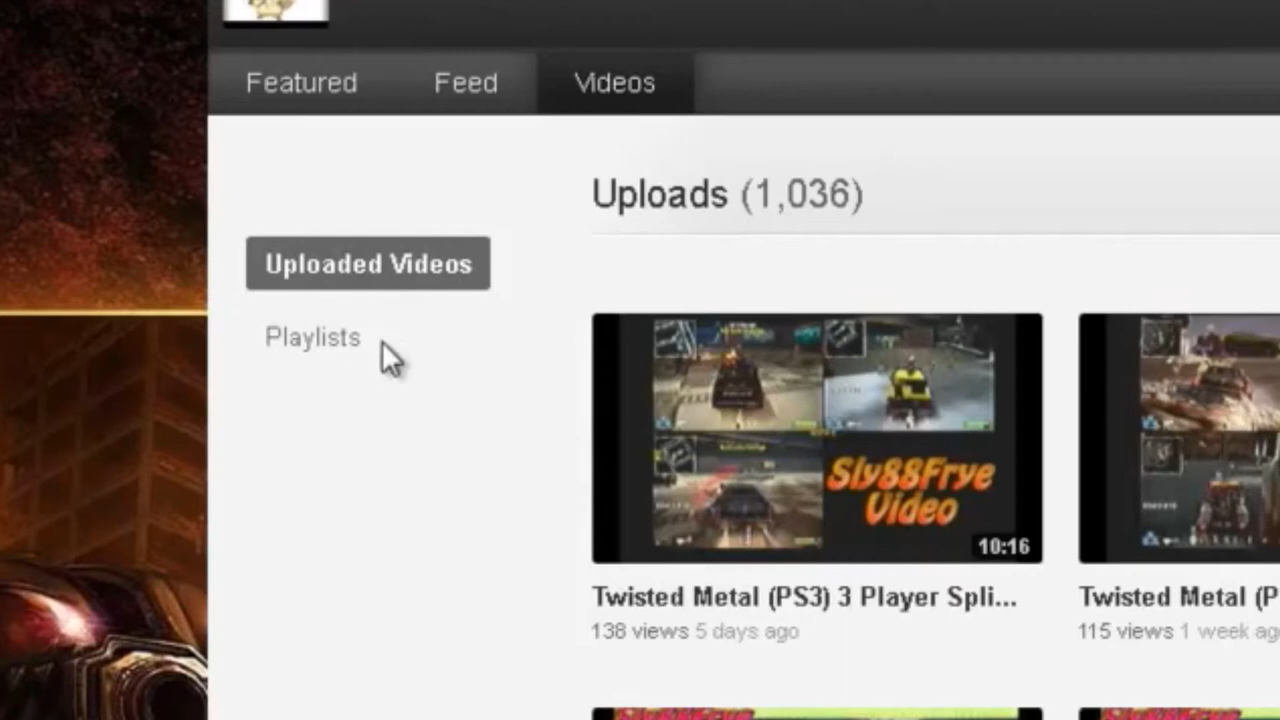 Featured Feed Videos
Uploads (1,036)
Uploaded Videos
Playlists
Sly88Frye
Video
10:16
Twisted Metal (PS3) 3 Player Spli...
138 views 5 days ago
Twisted Metal (P
115 views 1 week ag